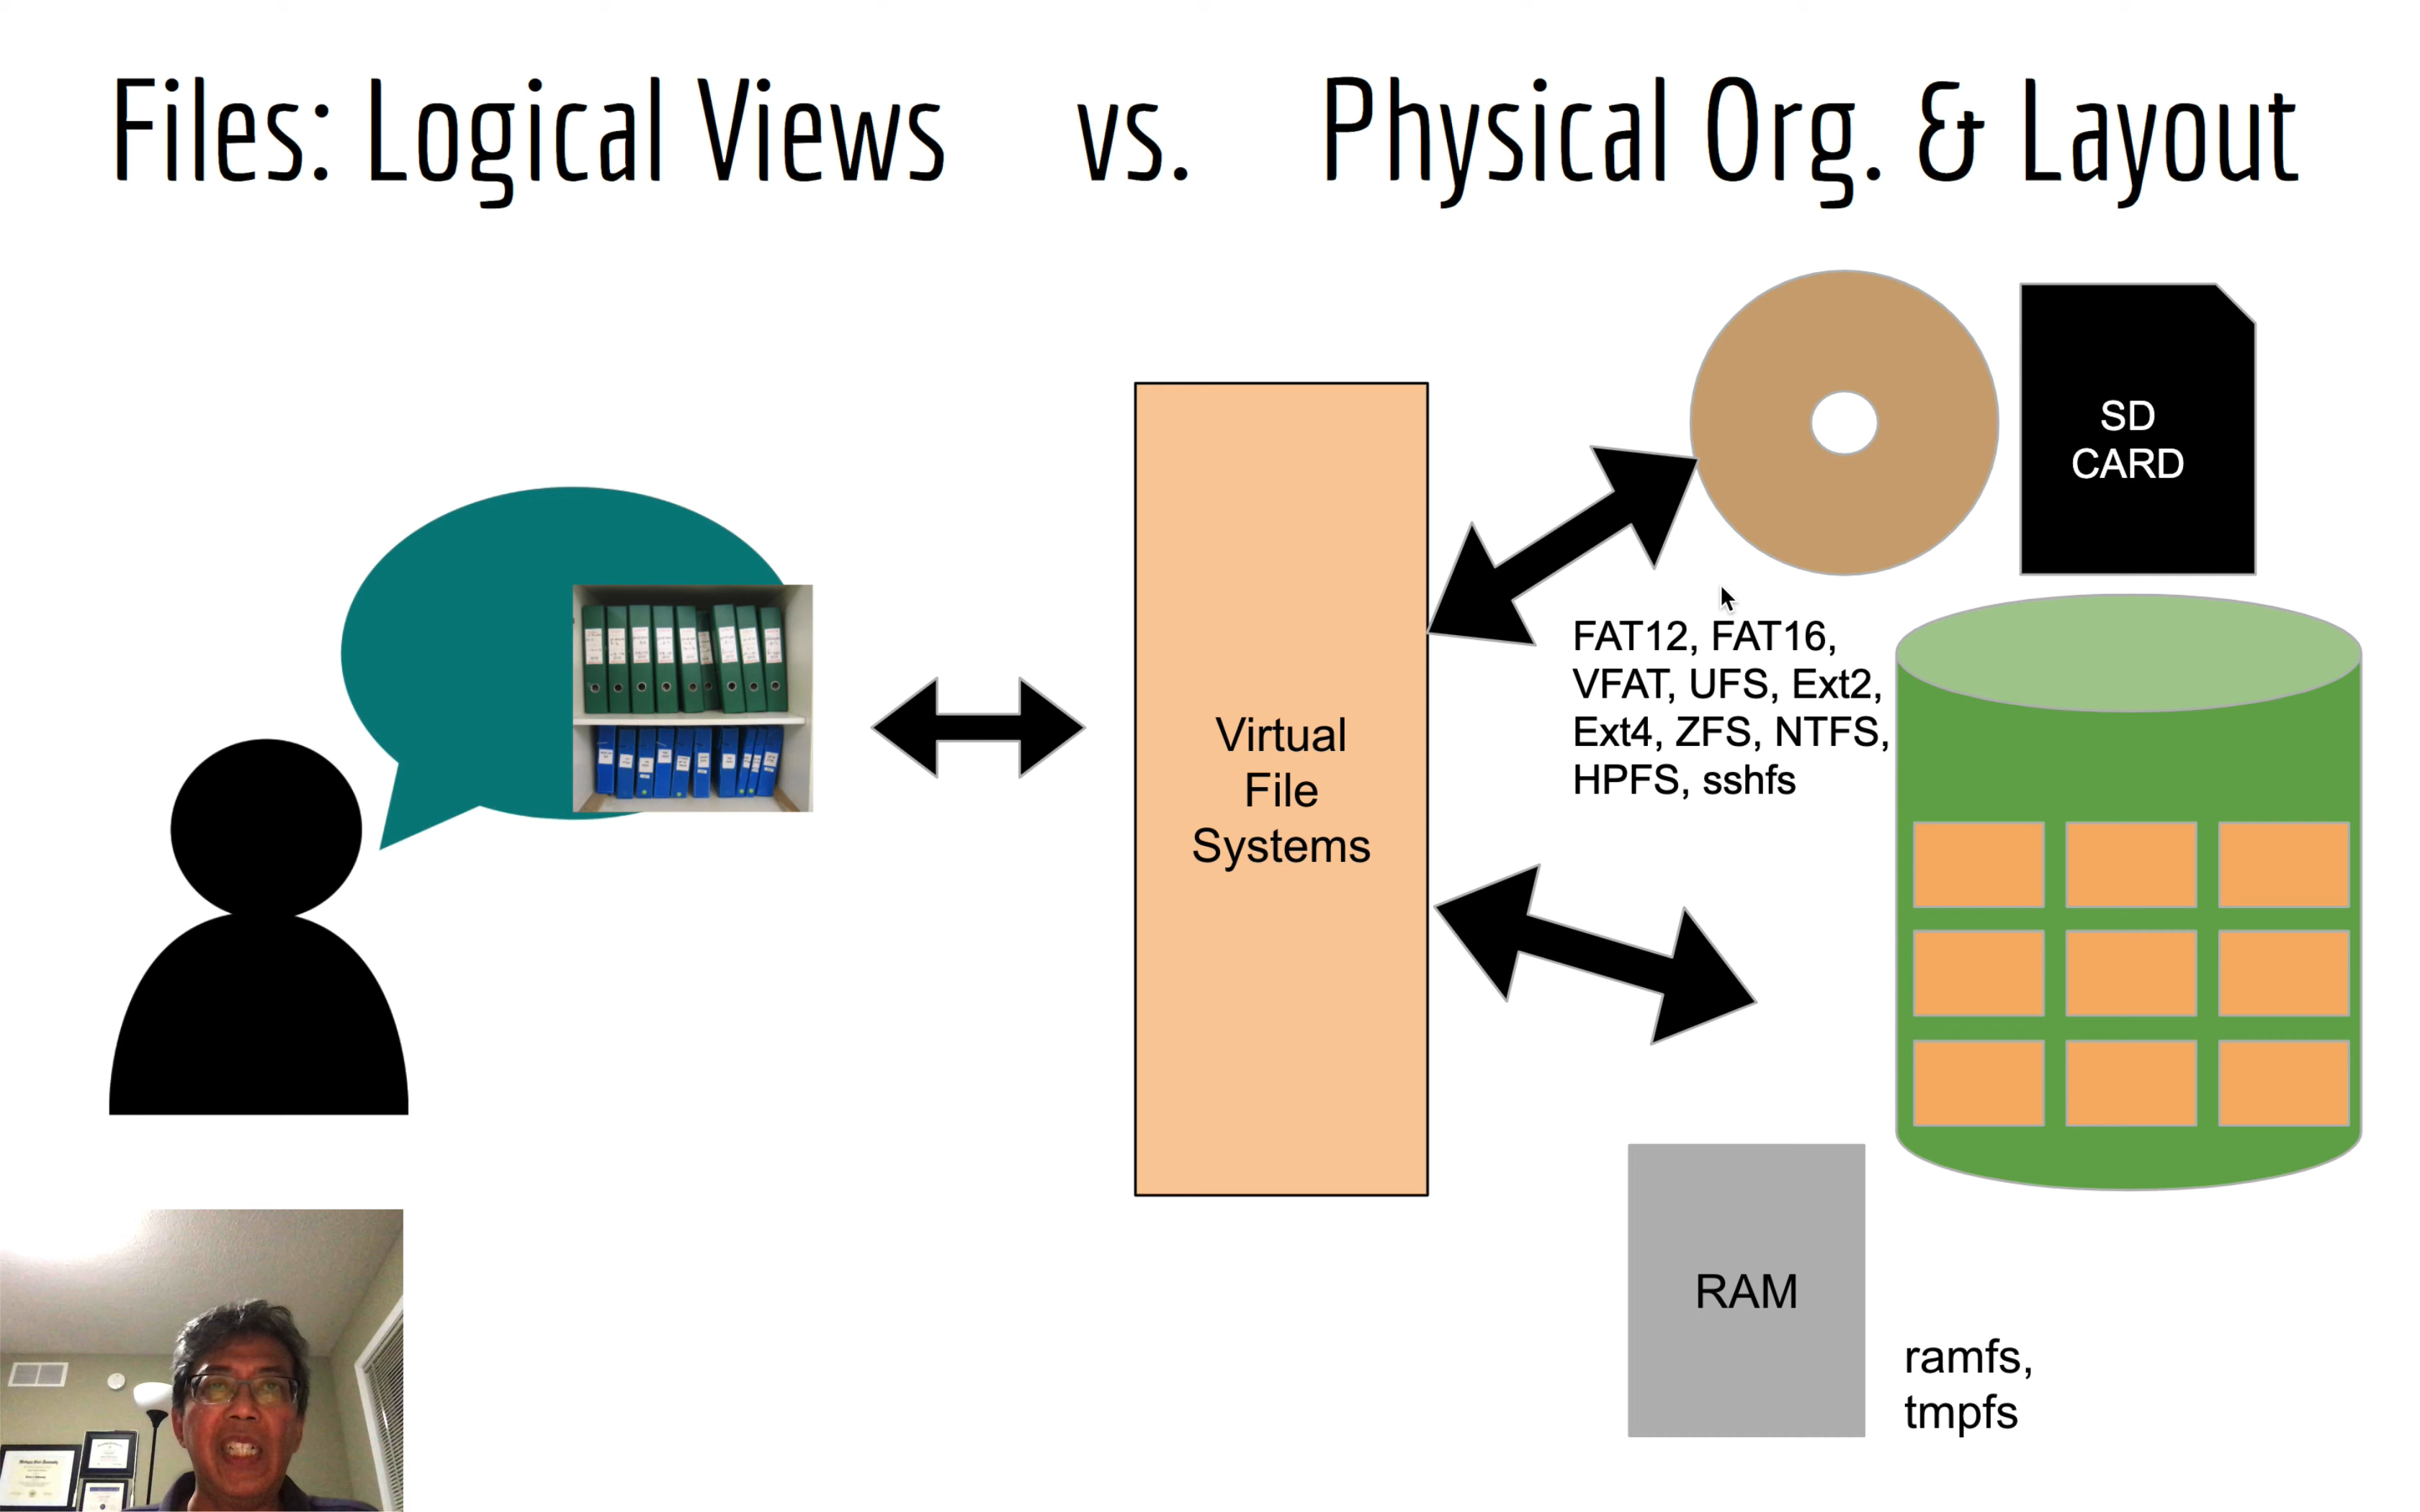 Files: Logical Views vs. Physical Org. & Layout
SD
CARD
FAT12, FAT16,
VFAT, UFS, Ext2,
Ext4, ZFS, NTFS,
HPFS, sshfs
Virtual
File
Systems
RAM
ramfs,
tmpfs